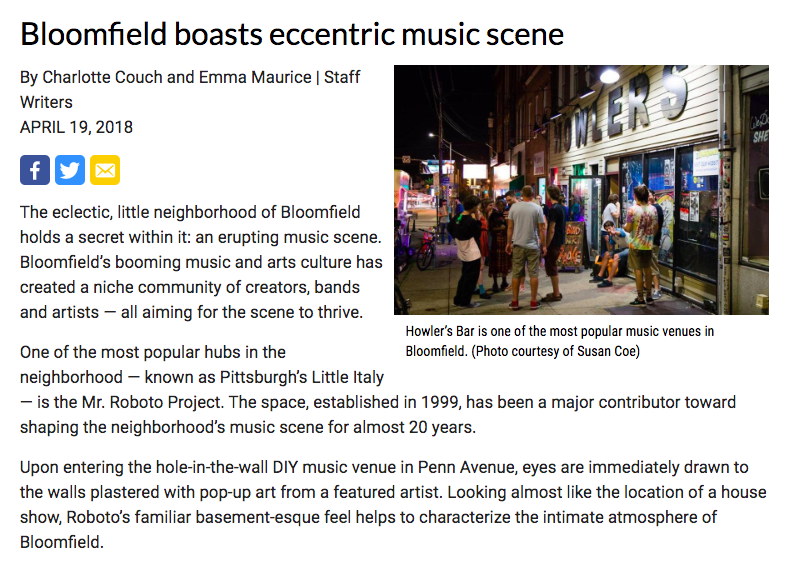 Bloomfield boasts eccentric music scene
By Charlotte Couch and Emma Maurice | Staff
Writers
APRIL 19, 2018
The eclectic, little neighborhood of Bloomfield
holds a secret within it: an erupting music scene.
Bloomfield’s booming music and arts culture has
created a niche community of creators, bands
and artists — all aiming for the scene to thrive.
HOWLERS
Howler’s Bar is one of the most popular music venues in
Bloomfield. (Photo courtesy of Susan Coe)
One of the most popular hubs in the
neighborhood — known as Pittsburgh’s Little Italy
— is the Mr. Roboto Project. The space, established in 1999, has been a major contributor toward
shaping the neighborhood’s music scene for almost 20 years.
Upon entering the hole-in-the-wall DIY music venue in Penn Avenue, eyes are immediately drawn to
the walls plastered with pop-up art from a featured artist. Looking almost like the location of a house
show, Roboto’s familiar basement-esque feel helps to characterize the intimate atmosphere of
Bloomfield.